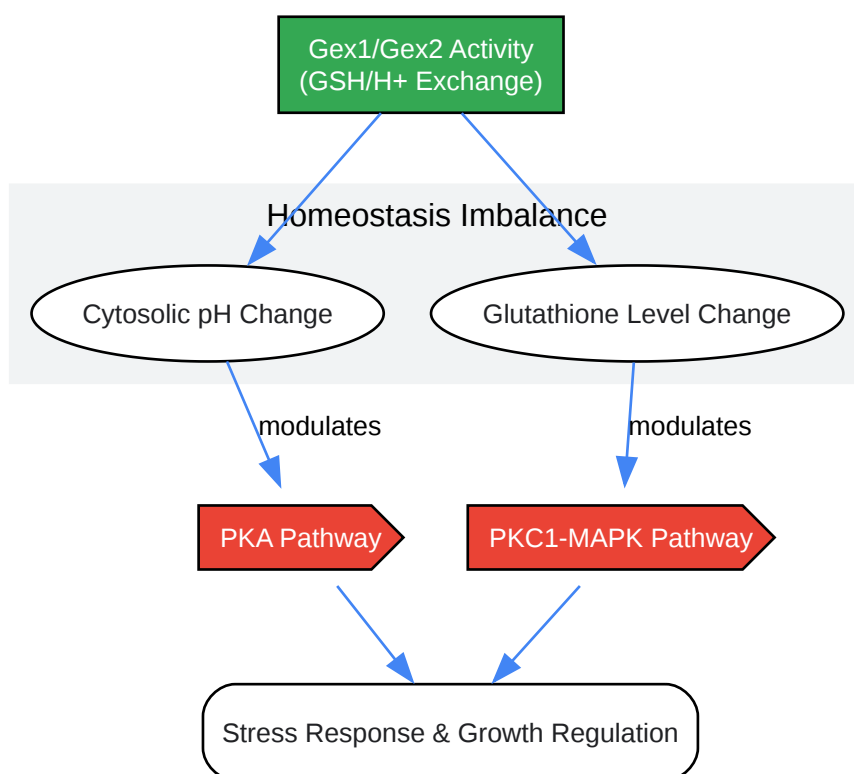 Gex1/Gex2 Activity
(GSH/H+ Exchange)
Homeostasis Imbalance
Cytosolic pH Change
Glutathione Level Change
modulates
modulates
PKA Pathway
PKC1-MAPK Pathway
Stress Response & Growth Regulation